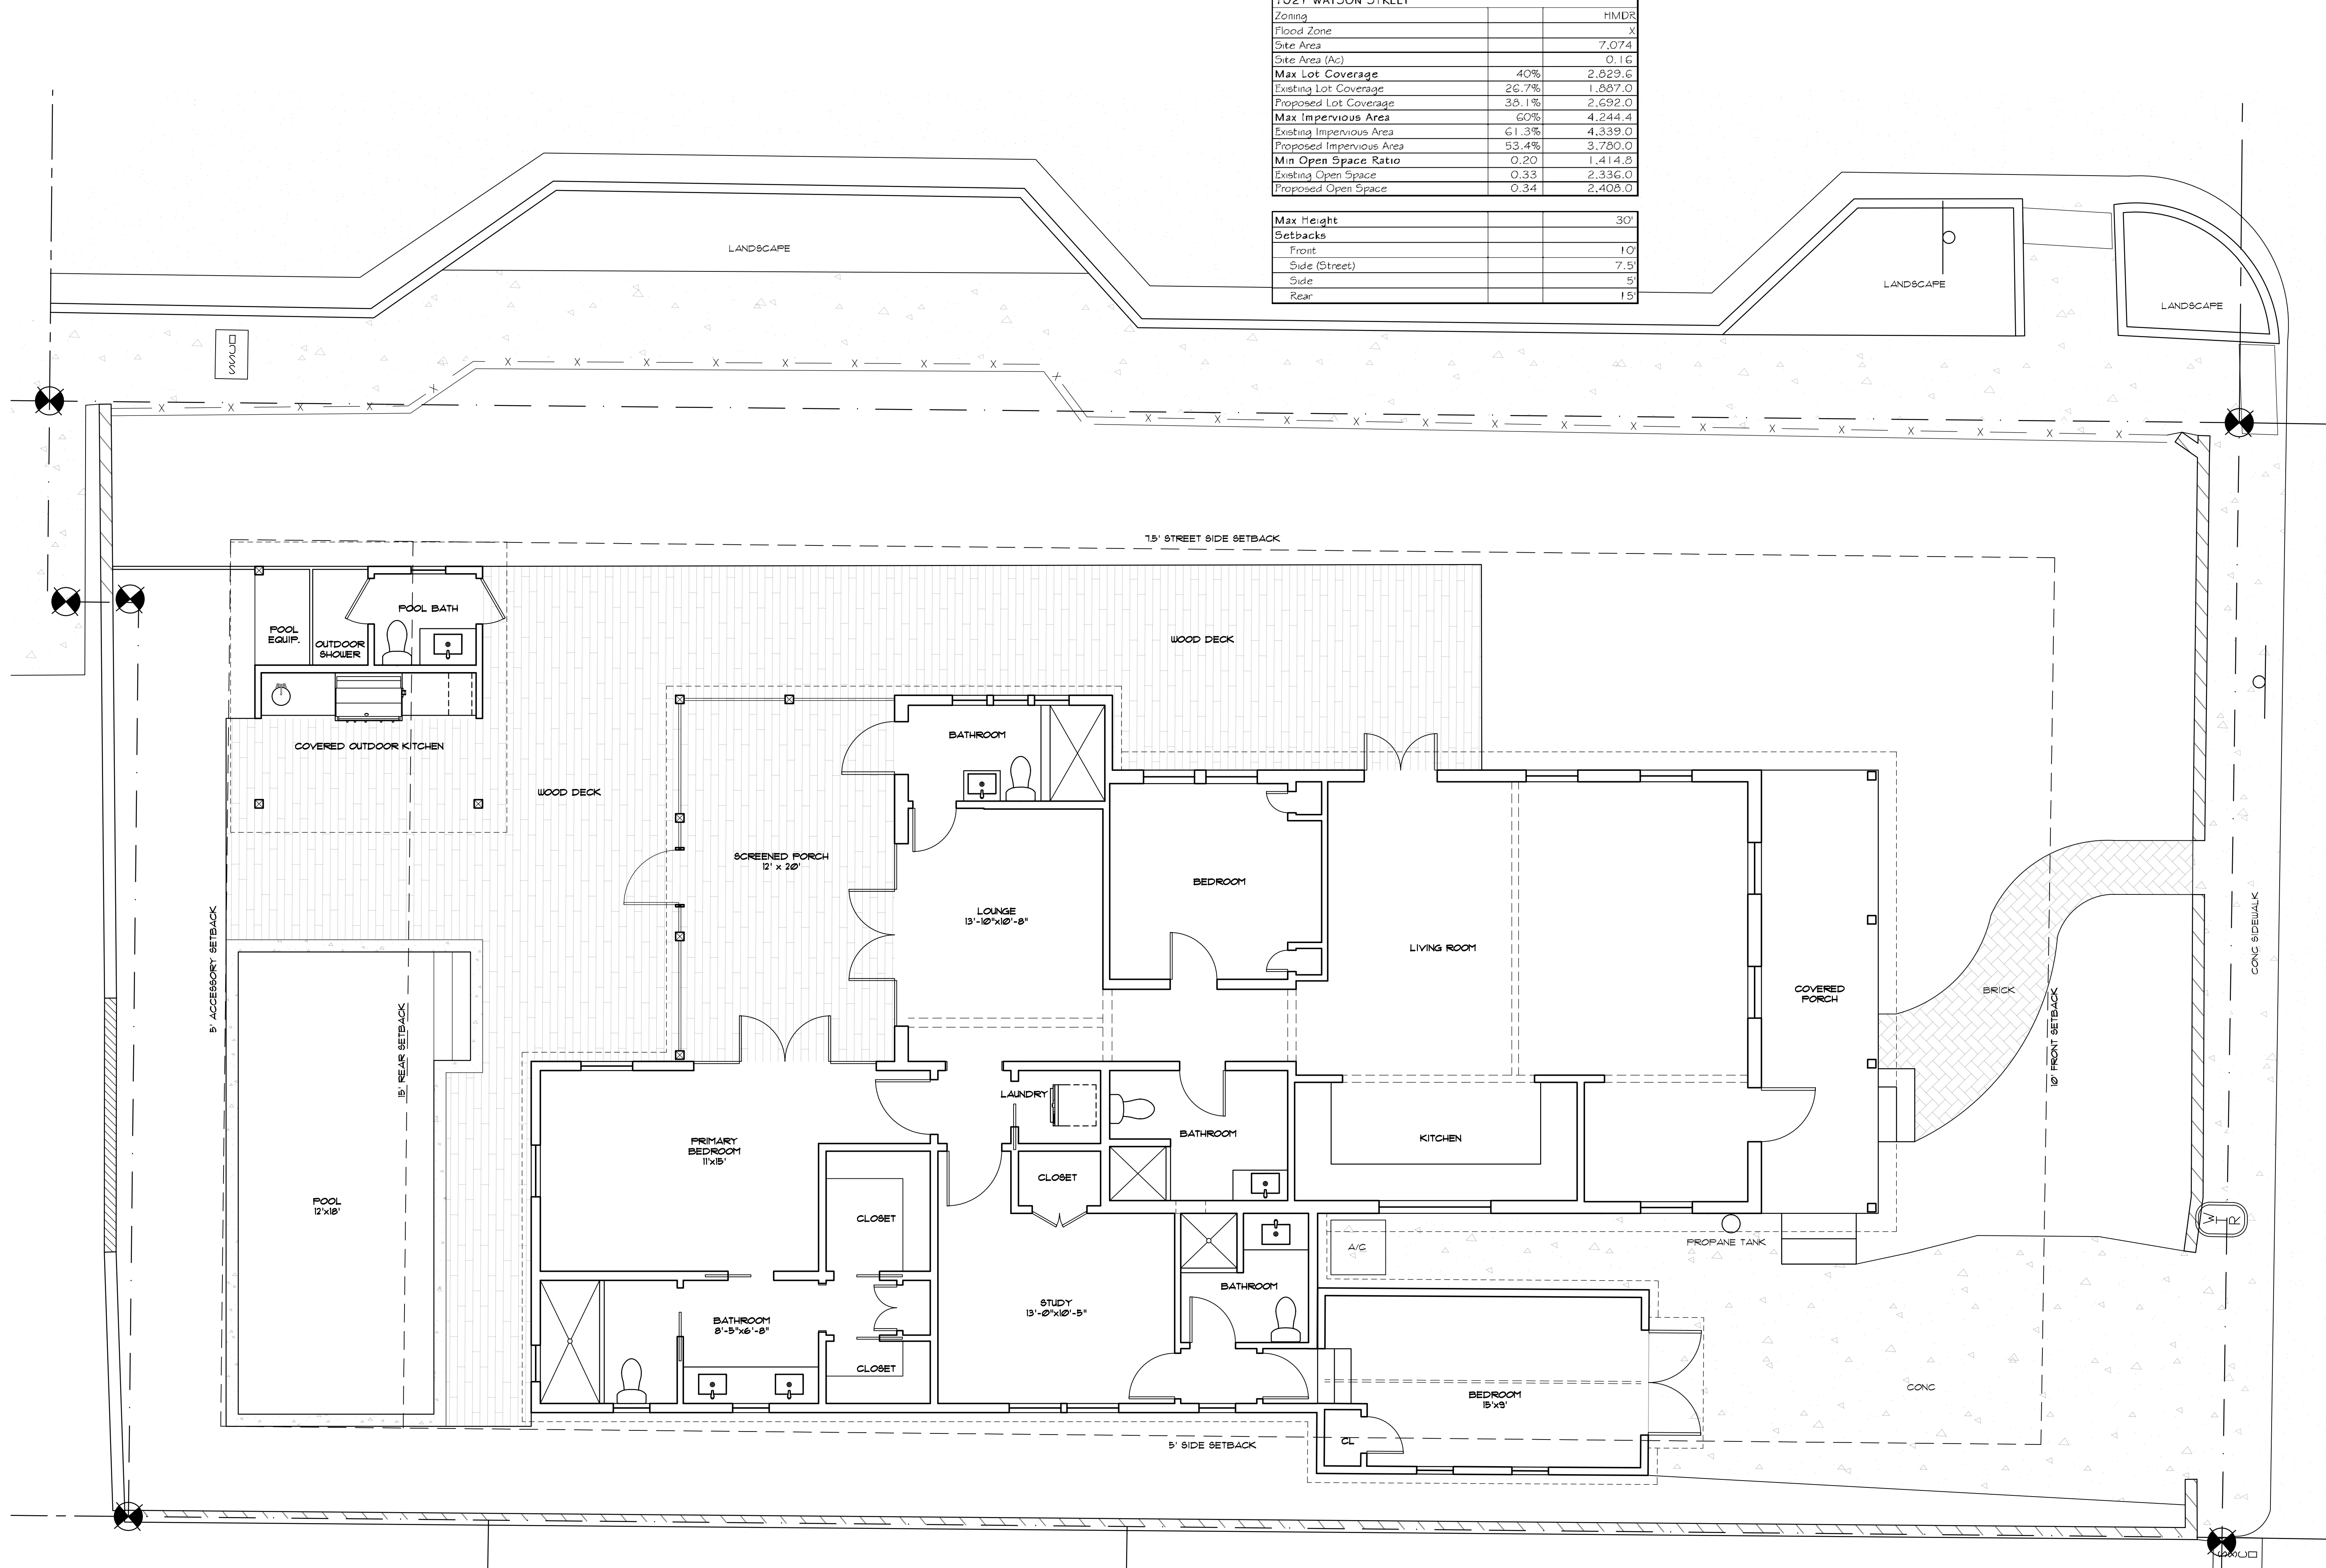 Zoning HMDR
Flood Zone X
Site Area 7,074
Site Area (Ac) 0.16
Max Lot Coverage 40% 2,829.6
Existing Lot Coverage 26.7% 1,887.0
Proposed Lot Coverage 38.1% 2,692.0
Max Impervious Area 60% 4,244.4
Existing Impervious Area 61.3% 4,339.0
Proposed Impervious Area 53.4% 3,780.0
Min Open Space Ratio 0.20 1,414.8
Existing Open Space 0.33 2,336.0
Proposed Open Space 0.34 2,408.0
Max Height 30'
Setbacks
Front 10'
Side (Street) 7.5'
Side 5'
Rear 15'
LANDSCAPE
LANDSCAPE
LANDSCAPE
7.5' STREET SIDE SETBACK
POOL BATH
POOL
EQUIP.
OUTDOOR
SHOWER
WOOD DECK
COVERED OUTDOOR KITCHEN
BATHROOM
WOOD DECK
SCREENED PORCH
12' x 20'
LOUNGE
13'-10"x10'-8"
BEDROOM
LIVING ROOM
COVERED
PORCH
BRICK
CONC SIDEWALK
5' ACCESSORY SETBACK
15' REAR SETBACK
10' FRONT SETBACK
LAUNDRY
PRIMARY
BEDROOM
11'x15'
BATHROOM
KITCHEN
CLOSET
POOL
12'x18'
CLOSET
A/C
PROPANE TANK
W
R
BATHROOM
STUDY
13'-0"x10'-5"
BATHROOM
8'-5"x6'-8"
CLOSET
BEDROOM
15'x9'
CONC
CL
5' SIDE SETBACK